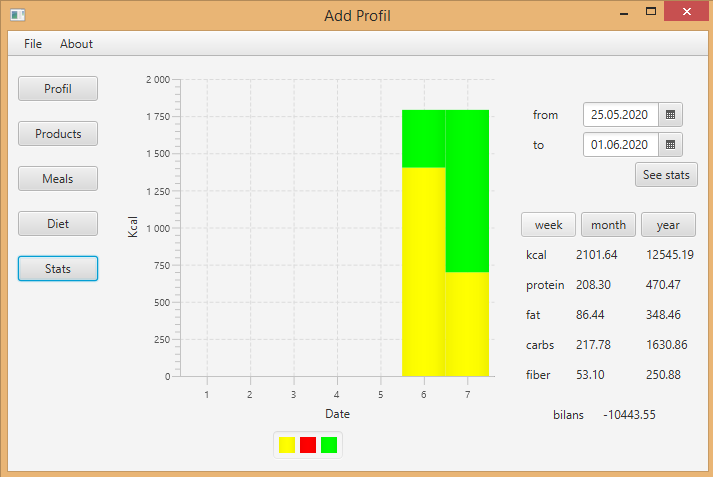 Add Profil
File About
Profil
Products
Meals
Diet
Stats
Kcal
2 000
1 750
1 500
1 250
1 000
750
500
250
0
1 2 3 4 5 6 7
Date
from 25.05.2020
to 01.06.2020
See stats
week month year
kcal 2101.64 12545.19
protein 208.30 470.47
fat 86.44 348.46
carbs 217.78 1630.86
fiber 53.10 250.88
bilans -10443.55